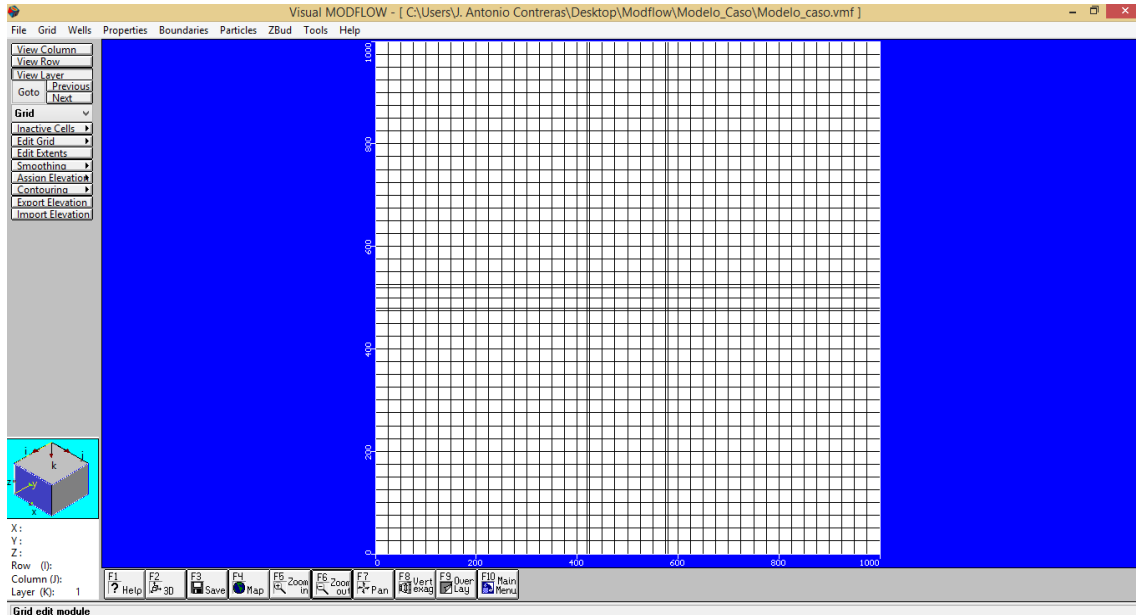 Visual MODFLOW - [ C:\Users\J. Antonio Contreras\Desktop\Modflow\Modelo_Caso\Modelo_caso.vmf ]
File Grid Wells Properties Boundaries Particles ZBud Tools Help
View Column
View Row
View Layer
Goto Previous
Next
Grid
Inactive Cells
Edit Grid
Edit Extents
Smoothing
Assign Elevation
Contouring
Export Elevation
Import Elevation
1000
800
600
400
200
0
0 200 400 600 800 1000
i j
k
z
y
x
X :
Y :
Z :
Row (I):
Column (J):
Layer (K): 1
F1 Help F2 3D F3 Save F4 Map F5 Zoom in F6 Zoom out F7 Pan F8 Vert exag F9 Over Lay F10 Main Menu
Grid edit module